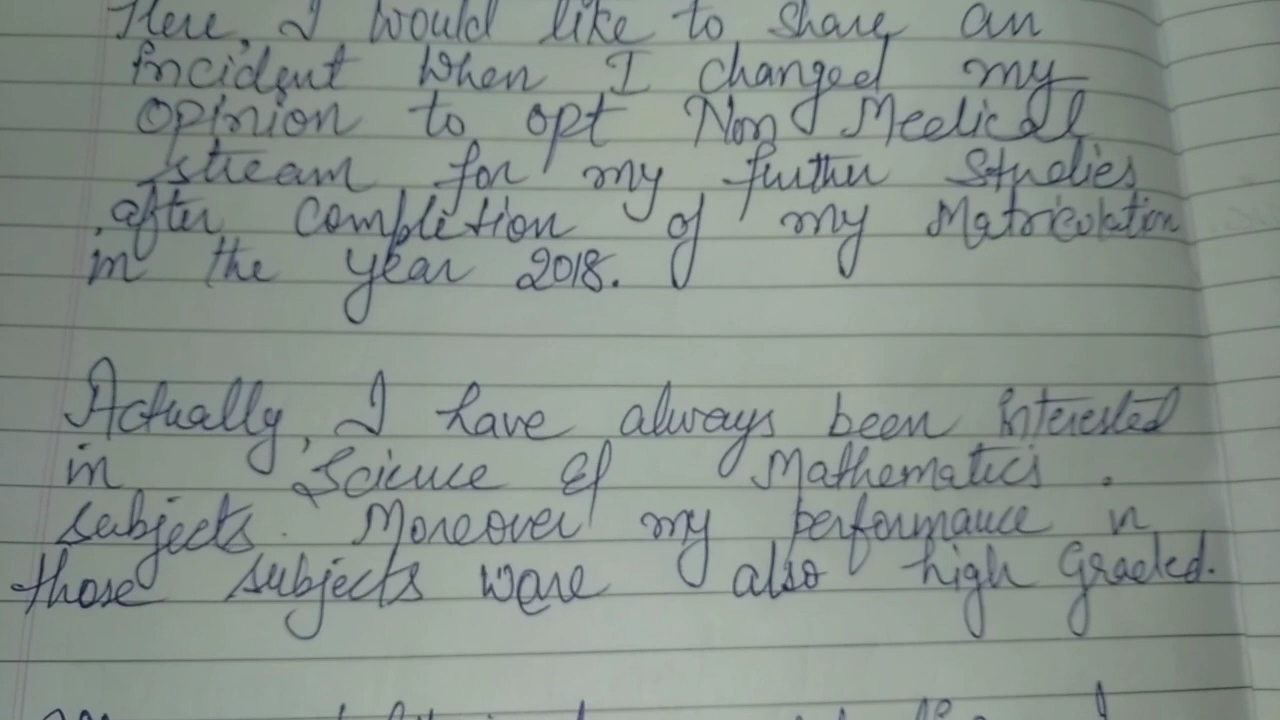 Here, I would like to share an
incident when I changed my
opinion to opt Non Medical
stream for my further Studies
after completion of my Matriculation
in the year 2018.
Actually, I have always been interested
in Science & Mathematics .
subjects. Moreover my performance in
those subjects were also high Graded.